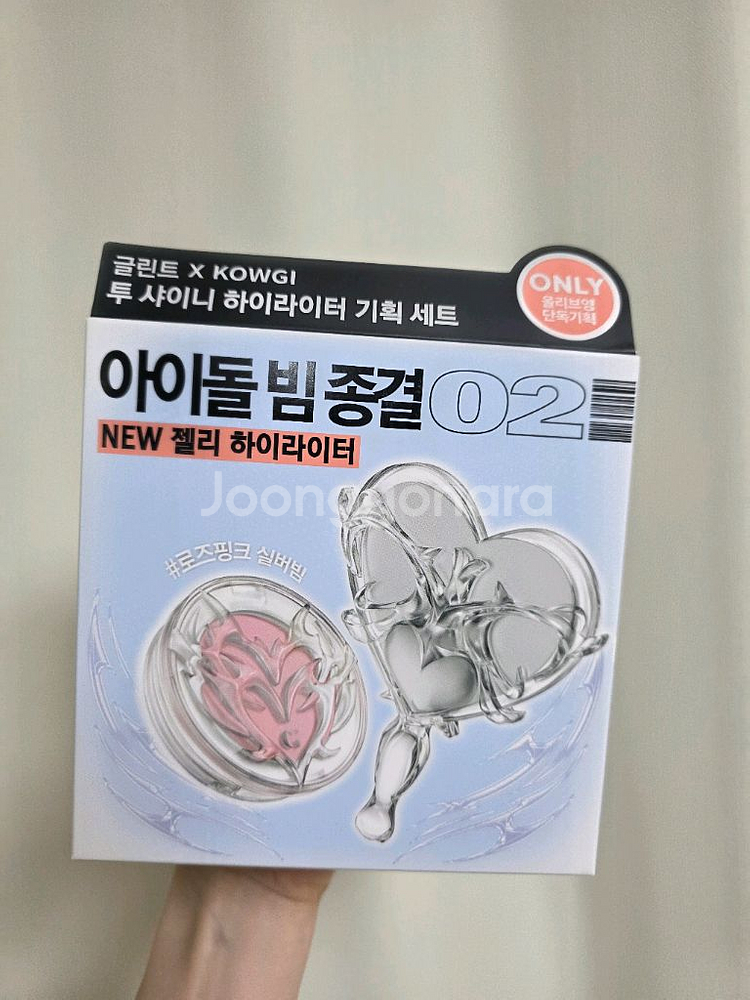 글린트 X KOWGI
투 샤이니 하이라이터 기획 세트
ONLY
올리브영
단독기획
아이돌 빔 종결 02
NEW 젤리 하이라이터
Joonggonara
#로즈핑크 실버빔